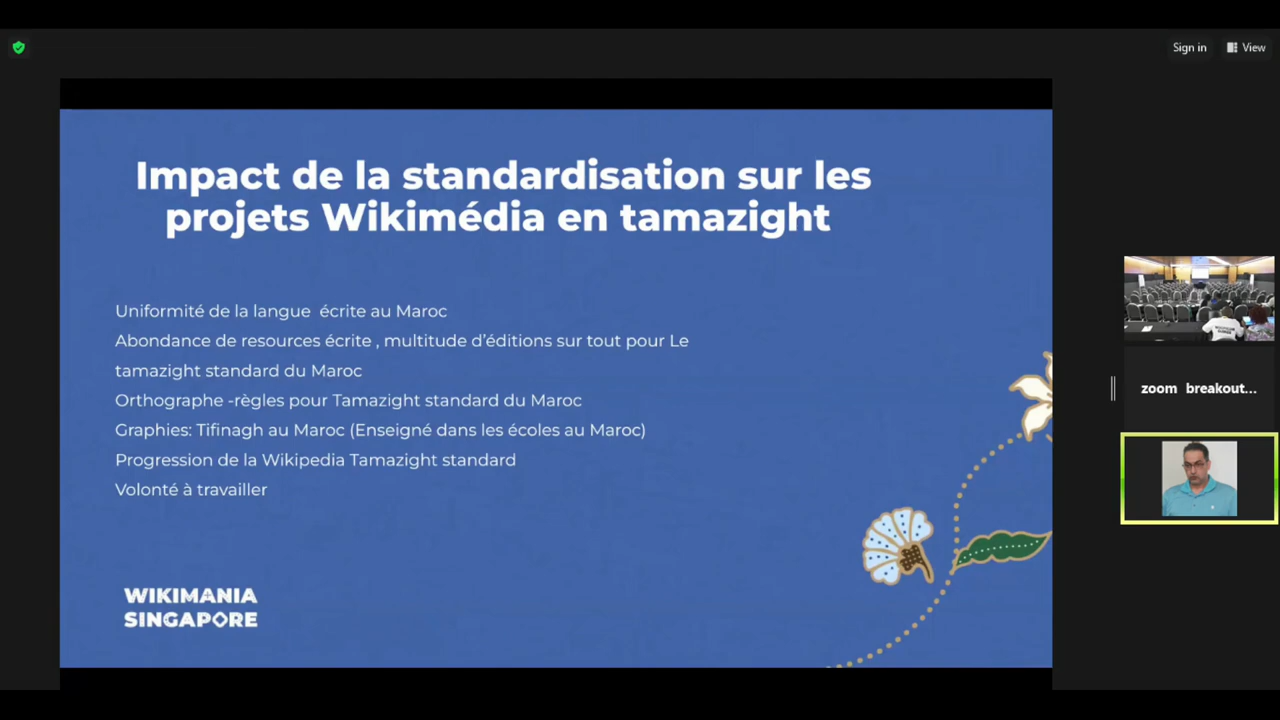 Sign in
View
Impact de la standardisation sur les
projets Wikimédia en tamazight
Uniformité de la langue  écrite au Maroc
Abondance de resources écrite , multitude d’éditions sur tout pour Le
tamazight standard du Maroc
Orthographe -règles pour Tamazight standard du Maroc
Graphies: Tifinagh au Maroc (Enseigné dans les écoles au Maroc)
Progression de la Wikipedia Tamazight standard
Volonté à travailler
WIKIMANIA
SINGAPORE
zoom breakout...